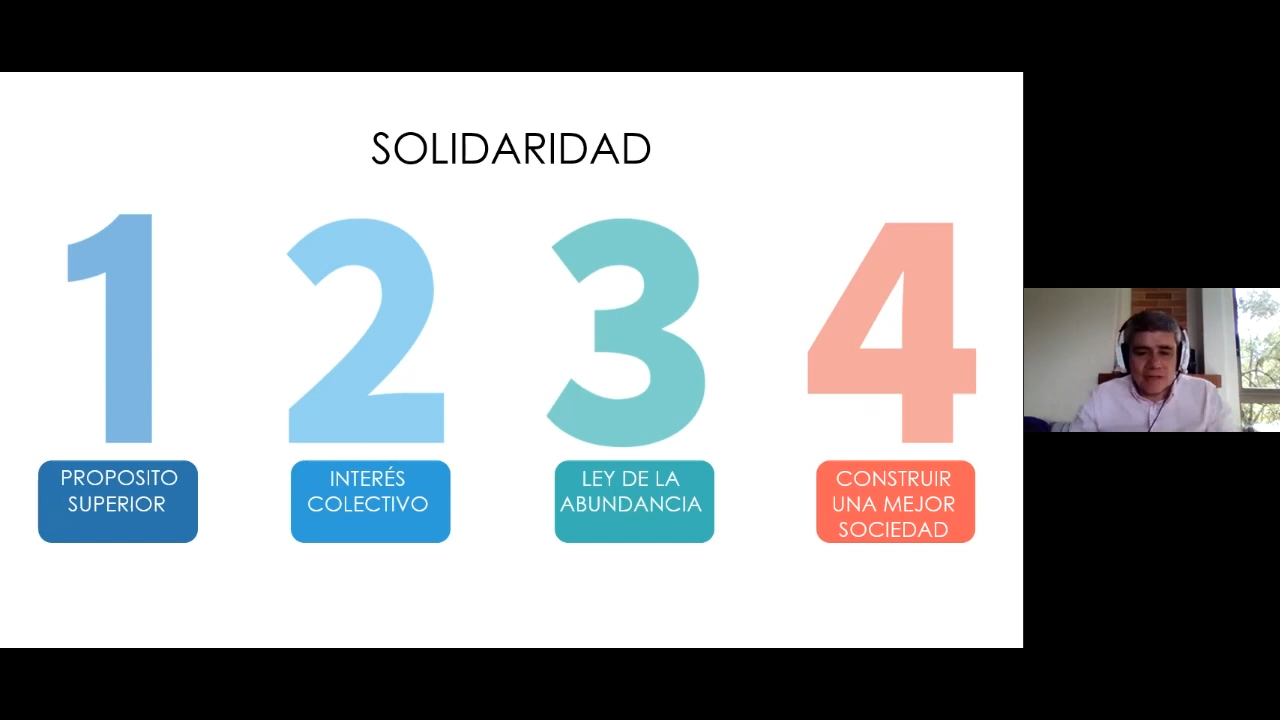 SOLIDARIDAD
1
2
3
4
PROPOSITO
SUPERIOR
INTERÉS
COLECTIVO
LEY DE LA
ABUNDANCIA
CONSTRUIR
UNA MEJOR
SOCIEDAD